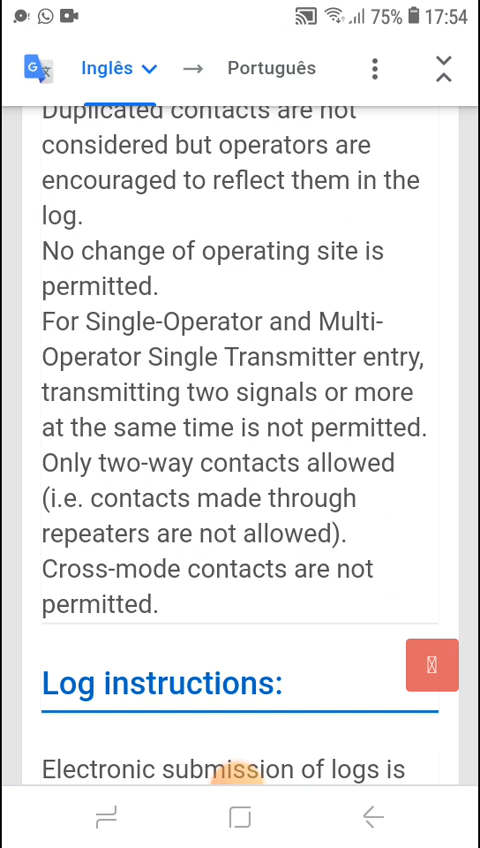 75% 17:54
G文 Inglês → Português
Duplicated contacts are not
considered but operators are
encouraged to reflect them in the
log.
No change of operating site is
permitted.
For Single-Operator and Multi-
Operator Single Transmitter entry,
transmitting two signals or more
at the same time is not permitted.
Only two-way contacts allowed
(i.e. contacts made through
repeaters are not allowed).
Cross-mode contacts are not
permitted.
Log instructions:
Electronic submission of logs is